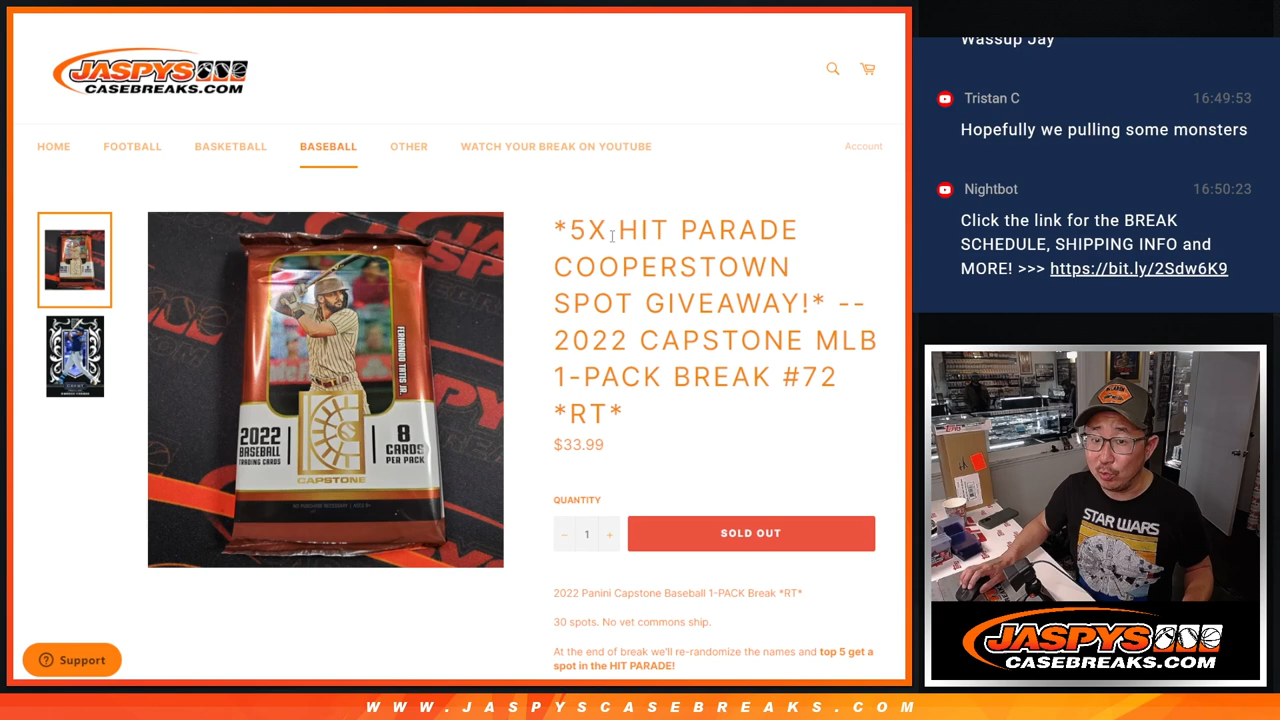 JASPYS
CASEBREAKS.COM
HOME
FOOTBALL
BASKETBALL
BASEBALL
OTHER
WATCH YOUR BREAK ON YOUTUBE
Account
*5X HIT PARADE
COOPERSTOWN
SPOT GIVEAWAY!* --
2022 CAPSTONE MLB
1-PACK BREAK #72
*RT*
$33.99
QUANTITY
− 1 +
SOLD OUT
2022 Panini Capstone Baseball 1-PACK Break *RT*
30 spots. No vet commons ship.
At the end of break we'll re-randomize the names and top 5 get a
spot in the HIT PARADE!
FERNANDO TATIS JR.
2022
BASEBALL
TRADING CARDS
8
CARDS
PER PACK
CAPSTONE
Support
Wassup Jay
Tristan C 16:49:53
Hopefully we pulling some monsters
Nightbot 16:50:23
Click the link for the BREAK
SCHEDULE, SHIPPING INFO and
MORE! >>> https://bit.ly/2Sdw6K9
STAR WARS
JASPYS
CASEBREAKS.COM
WWW.JASPYSCASEBREAKS.COM